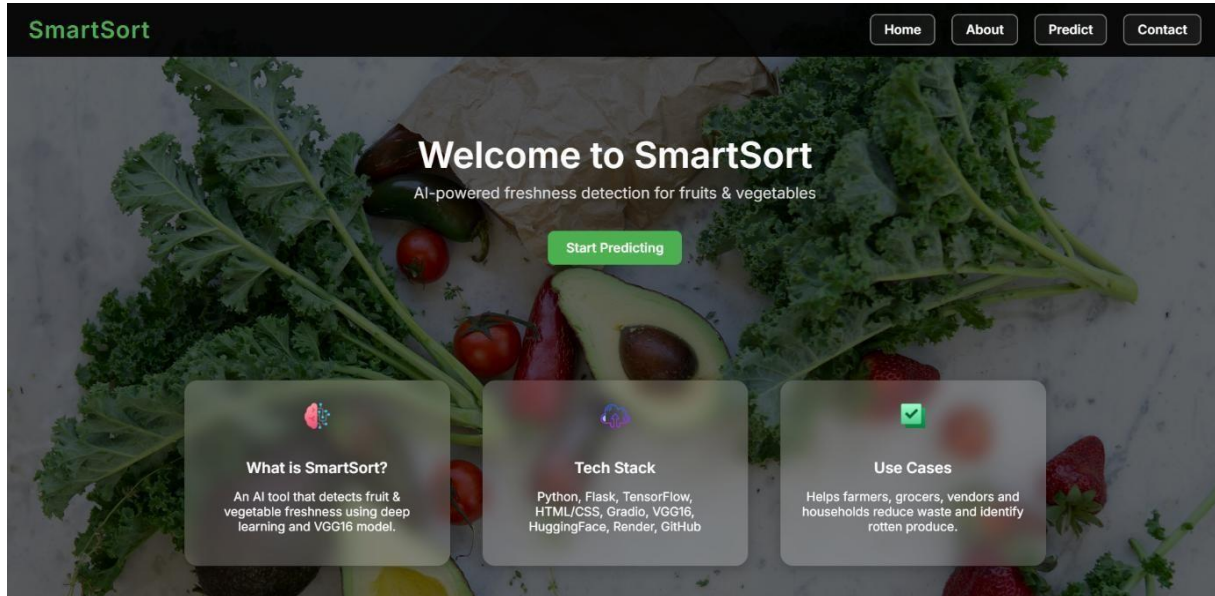 SmartSort
Home
About
Predict
Contact
Welcome to SmartSort
AI-powered freshness detection for fruits & vegetables
Start Predicting
What is SmartSort?
An AI tool that detects fruit &
vegetable freshness using deep
learning and VGG16 model.
Tech Stack
Python, Flask, TensorFlow,
HTML/CSS, Gradio, VGG16,
HuggingFace, Render, GitHub
Use Cases
Helps farmers, grocers, vendors and
households reduce waste and identify
rotten produce.